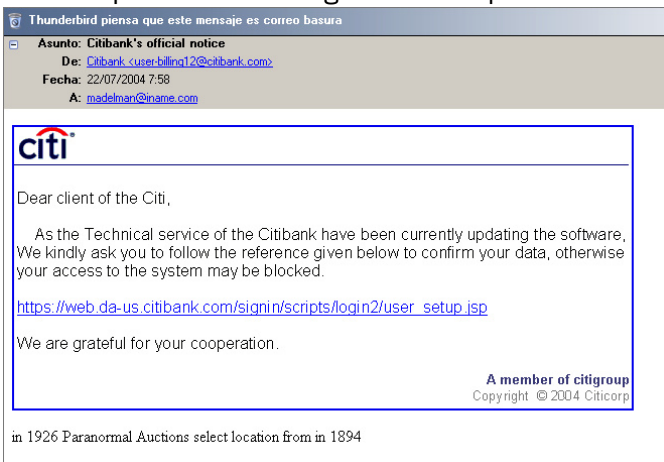 Thunderbird piensa que este mensaje es correo basura
Asunto: Citibank's official notice
De: Citibank <user-billing12@citibank.com>
Fecha: 22/07/2004 7:58
A: madelman@iname.com
citi
Dear client of the Citi,
As the Technical service of the Citibank have been currently updating the software,
We kindly ask you to follow the reference given below to confirm your data, otherwise
your access to the system may be blocked.
https://web.da-us.citibank.com/signin/scripts/login2/user_setup.jsp
We are grateful for your cooperation.
A member of citigroup
Copyright © 2004 Citicorp
in 1926 Paranormal Auctions select location from in 1894